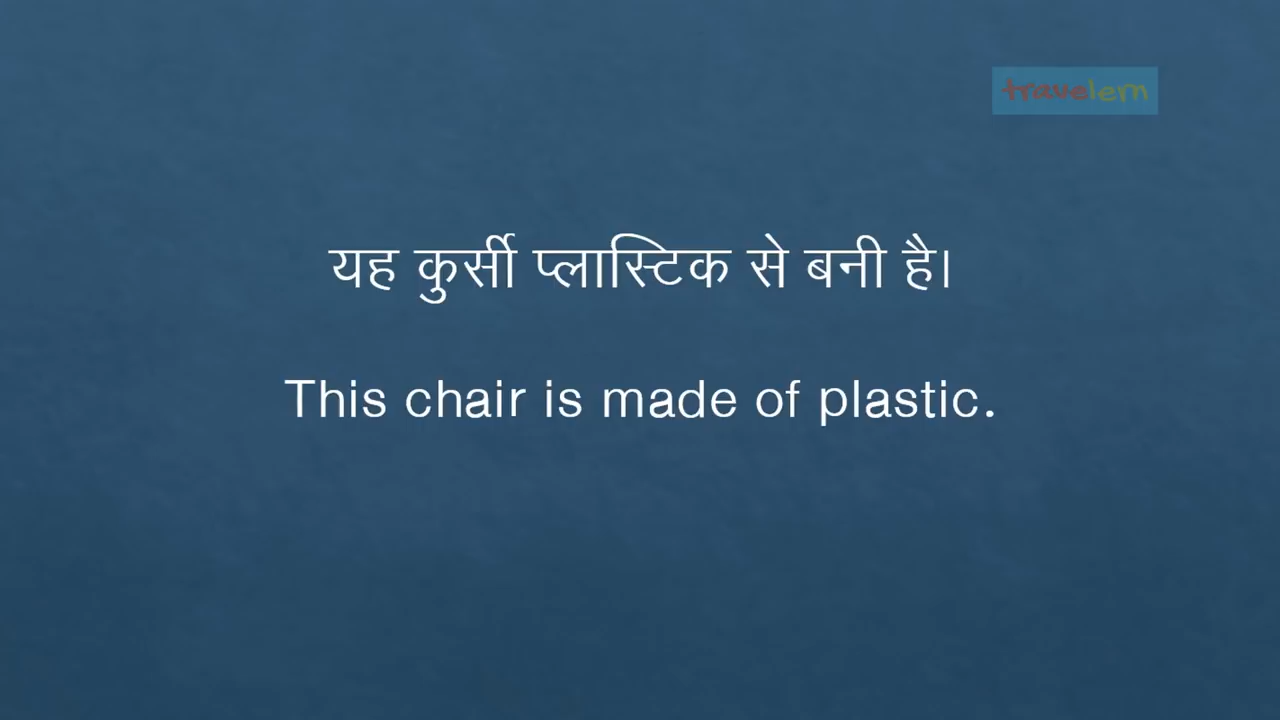 travelem
यह कुर्सी प्लास्टिक से बनी है।
This chair is made of plastic.